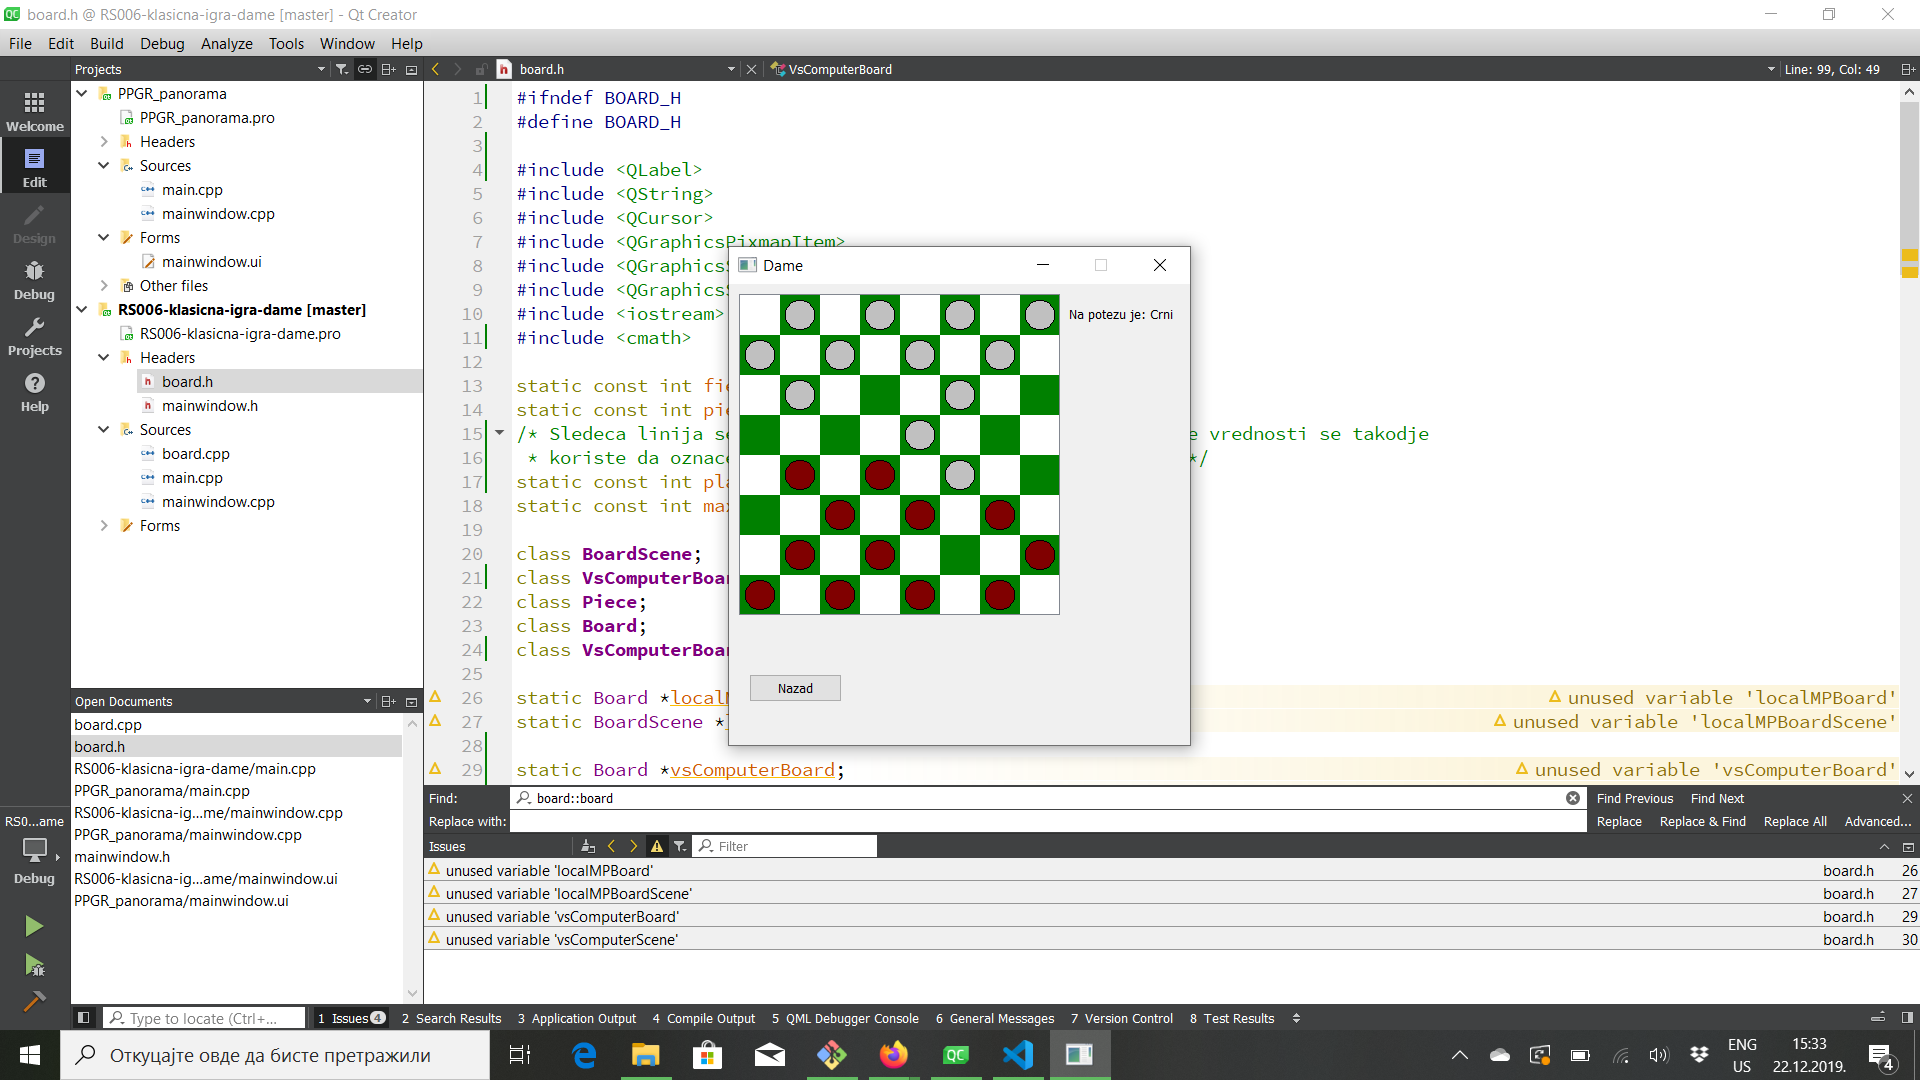 board.h @ RS006-klasicna-igra-dame [master] - Qt Creator
File Edit Build Debug Analyze Tools Window Help
Projects
board.h
VsComputerBoard
Line: 99, Col: 49
Welcome
Edit
Design
Debug
Projects
Help
PPGR_panorama
PPGR_panorama.pro
Headers
Sources
main.cpp
mainwindow.cpp
Forms
mainwindow.ui
Other files
RS006-klasicna-igra-dame [master]
RS006-klasicna-igra-dame.pro
Headers
board.h
mainwindow.h
Sources
board.cpp
main.cpp
mainwindow.cpp
Forms
1 #ifndef BOARD_H
2 #define BOARD_H
3
4 #include <QLabel>
5 #include <QString>
6 #include <QCursor>
7 #include <QGraphicsPixmapItem>
8 #include <QGraphics
9 #include <QGraphics
10 #include <iostream>
11 #include <cmath>
12
13 static const int fie
14 static const int pie
15 /* Sledeca linija se e vrednosti se takodje
16 * koriste da oznace */
17 static const int pla
18 static const int max
19
20 class BoardScene;
21 class VsComputerBoar
22 class Piece;
23 class Board;
24 class VsComputerBoar
25
26 static Board *localM unused variable 'localMPBoard'
27 static BoardScene * unused variable 'localMPBoardScene'
28
29 static Board *vsComputerBoard; unused variable 'vsComputerBoard'
Dame
Na potezu je: Crni
Nazad
Open Documents
board.cpp
board.h
RS006-klasicna-igra-dame/main.cpp
PPGR_panorama/main.cpp
RS006-klasicna-ig...me/mainwindow.cpp
PPGR_panorama/mainwindow.cpp
mainwindow.h
RS006-klasicna-ig...ame/mainwindow.ui
PPGR_panorama/mainwindow.ui
RS0...ame
Debug
Find: board::board Find Previous Find Next
Replace with: Replace Replace & Find Replace All Advanced...
Issues
Filter
unused variable 'localMPBoard' board.h 26
unused variable 'localMPBoardScene' board.h 27
unused variable 'vsComputerBoard' board.h 29
unused variable 'vsComputerScene' board.h 30
Type to locate (Ctrl+...
1 Issues 4
2 Search Results
3 Application Output
4 Compile Output
5 QML Debugger Console
6 General Messages
7 Version Control
8 Test Results
Откуцајте овде да бисте претражили
ENG
US
15:33
22.12.2019.
4